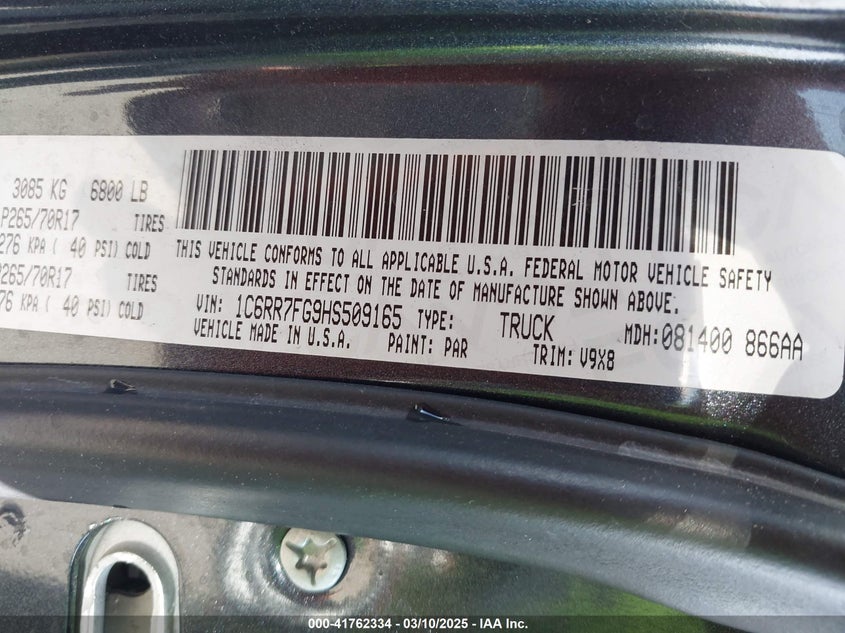 3085 KG 6800 LB
P265/70R17 TIRES
276 KPA ( 40 PSI) COLD
265/70R17 TIRES
76 KPA ( 40 PSI) COLD
THIS VEHICLE CONFORMS TO ALL APPLICABLE U.S.A. FEDERAL MOTOR VEHICLE SAFETY
STANDARDS IN EFFECT ON THE DATE OF MANUFACTURE SHOWN ABOVE.
VIN: 1C6RR7FG9HS509165 TYPE: TRUCK MDH:081400 866AA
VEHICLE MADE IN U.S.A. PAINT: PAR TRIM: V9X8
000-41762334 — 03/10/2025 — IAA Inc.